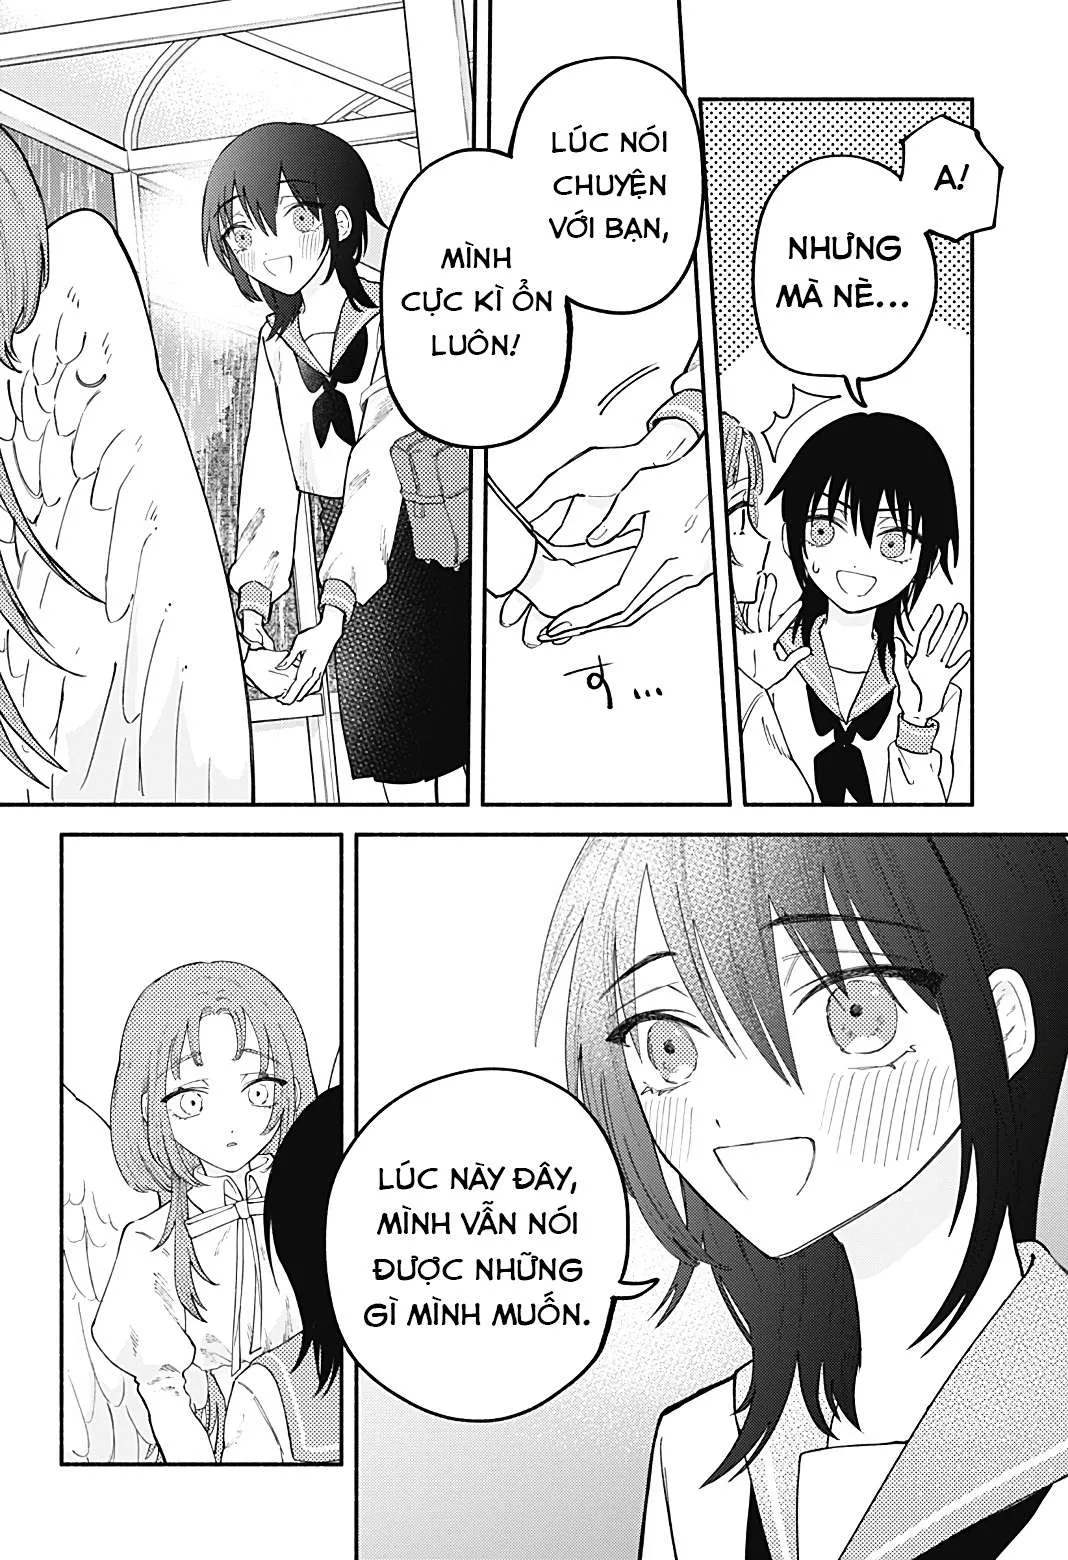 A!
NHƯNG
MÀ NÈ...
LÚC NÓI
CHUYỆN
VỚI BẠN,
MÌNH
CỰC KÌ ỔN
LUÔN!
す...
LÚC NÀY ĐÂY,
MÌNH VẪN NÓI
ĐƯỢC NHỮNG
GÌ MÌNH MUỐN.